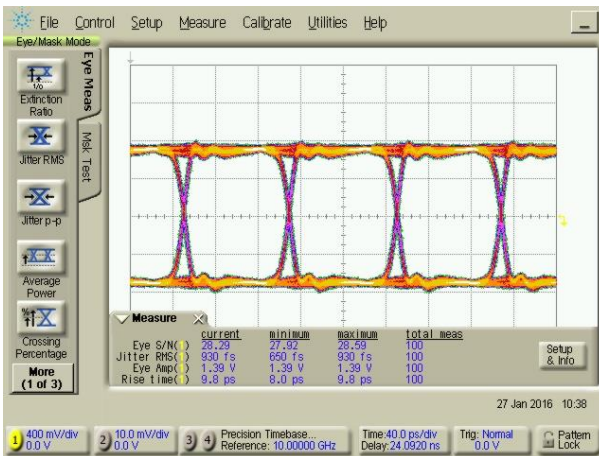 File Control Setup Measure Calibrate Utilities Help
Eye/Mask Mode
Eye Meas
Msk Test
Extinction
Ratio
Jitter RMS
Jitter p-p
Average
Power
Crossing
Percentage
More
(1 of 3)
Measure
current minimum maximum total meas
Eye S/N(1) 28.29 27.92 28.59 100
Jitter RMS(1) 930 fs 650 fs 930 fs 100
Eye Amp(1) 1.39 V 1.39 V 1.39 V 100
Rise time(1) 9.8 ps 8.0 ps 9.8 ps 100
Setup
& Info
27 Jan 2016 10:38
1 400 mV/div
0.0 V
2 10.0 mV/div
0.0 V
3 4
Precision Timebase...
Reference: 10.00000 GHz
Time:40.0 ps/div
Delay:24.0920 ns
Trig: Normal
0.0 V
Pattern
Lock